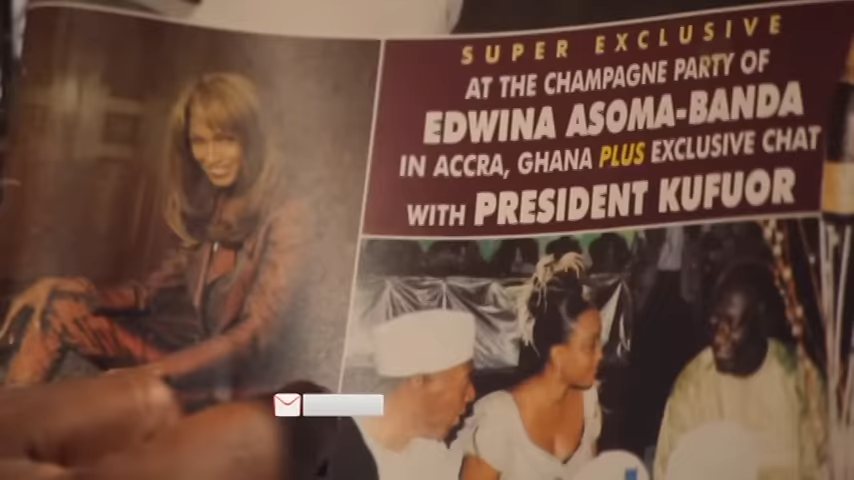 SUPER EXCLUSIVE
AT THE CHAMPAGNE PARTY OF
EDWINA ASOMA-BANDA
IN ACCRA, GHANA PLUS EXCLUSIVE CHAT
WITH PRESIDENT KUFUOR